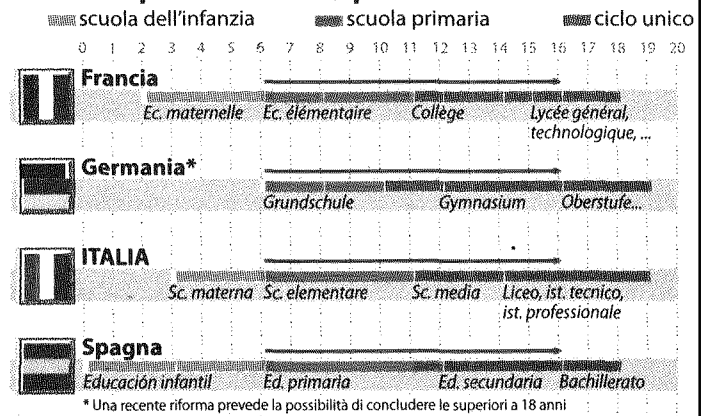 scuola dell'infanzia scuola primaria ciclo unico
0 1 2 3 4 5 6 7 8 9 10 11 12 13 14 15 16 17 18 19 20
Francia
Ec. maternelle Ec. élémentaire Collège Lycée général,
technologique, ...
Germania*
Grundschule Gymnasium Oberstufe...
ITALIA
Sc. materna Sc. elementare Sc. media Liceo, ist. tecnico,
ist. professionale
Spagna
Educación infantil Ed. primaria Ed. secundaria Bachillerato
* Una recente riforma prevede la possibilità di concludere le superiori a 18 anni